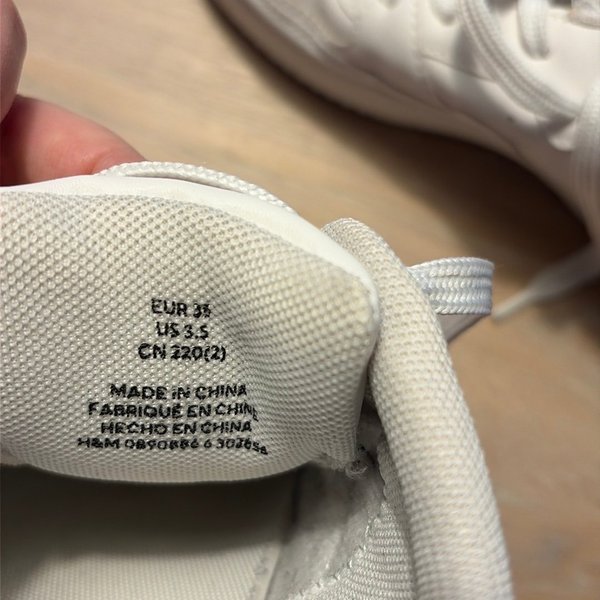 EUR 35
US 3.5
CN 220(2)
MADE IN CHINA
FABRIQUÉ EN CHINE
HECHO EN CHINA
H&M